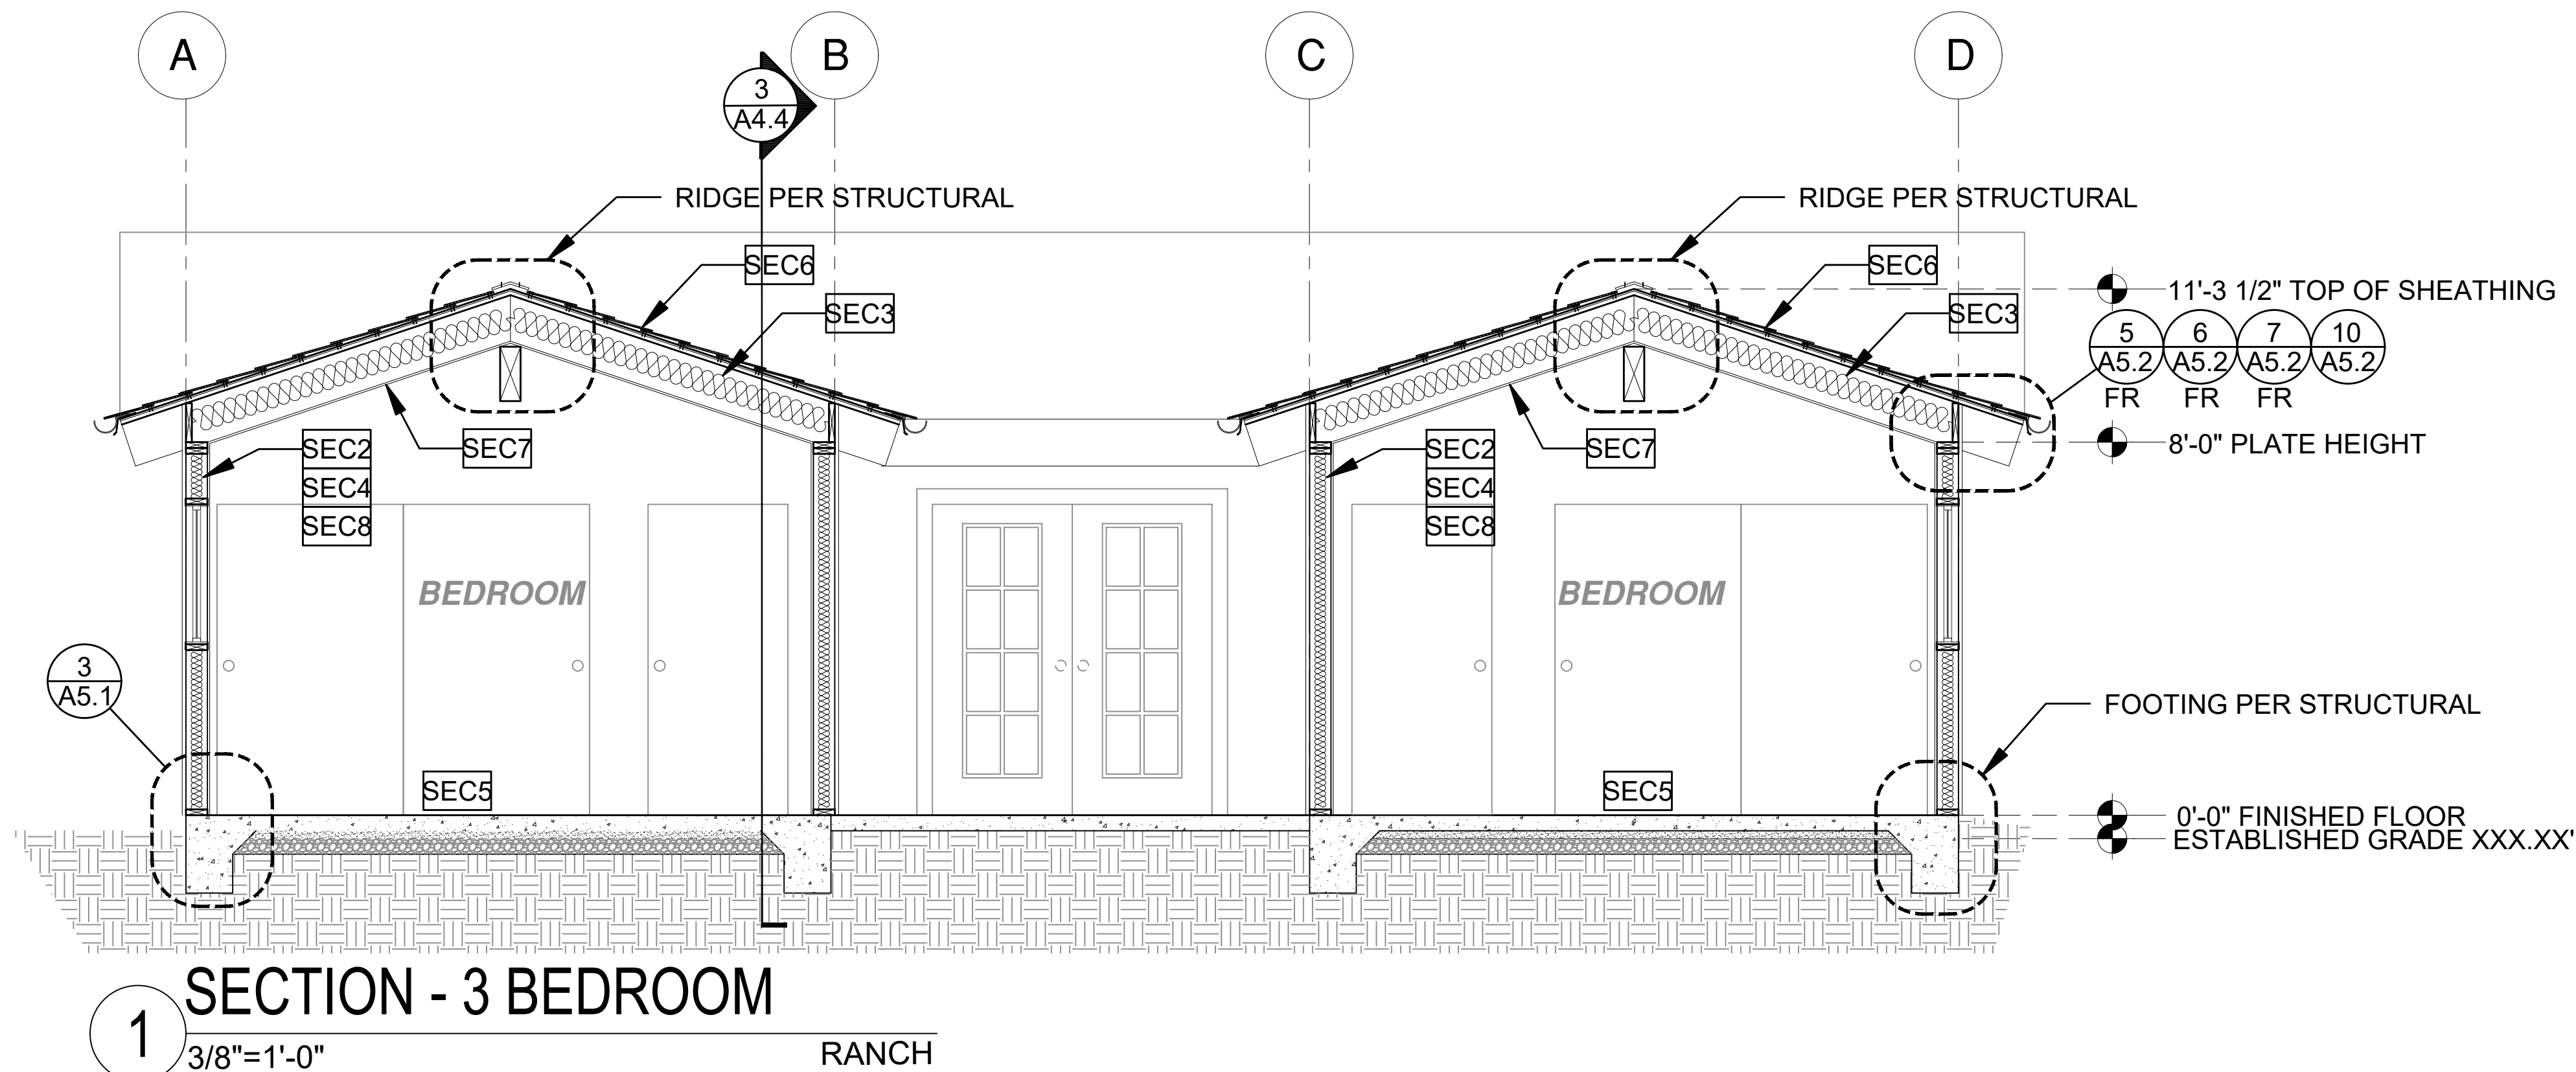 A
B
C
D
3
A4.4
RIDGE PER STRUCTURAL
RIDGE PER STRUCTURAL
SEC6
SEC6
SEC3
SEC3
11'-3 1/2" TOP OF SHEATHING
5
A5.2
FR
6
A5.2
FR
7
A5.2
FR
10
A5.2
8'-0" PLATE HEIGHT
SEC2
SEC4
SEC8
SEC7
SEC2
SEC4
SEC8
SEC7
BEDROOM
BEDROOM
3
A5.1
FOOTING PER STRUCTURAL
SEC5
SEC5
0'-0" FINISHED FLOOR
ESTABLISHED GRADE XXX.XX'
1
SECTION - 3 BEDROOM
3/8"=1'-0"
RANCH